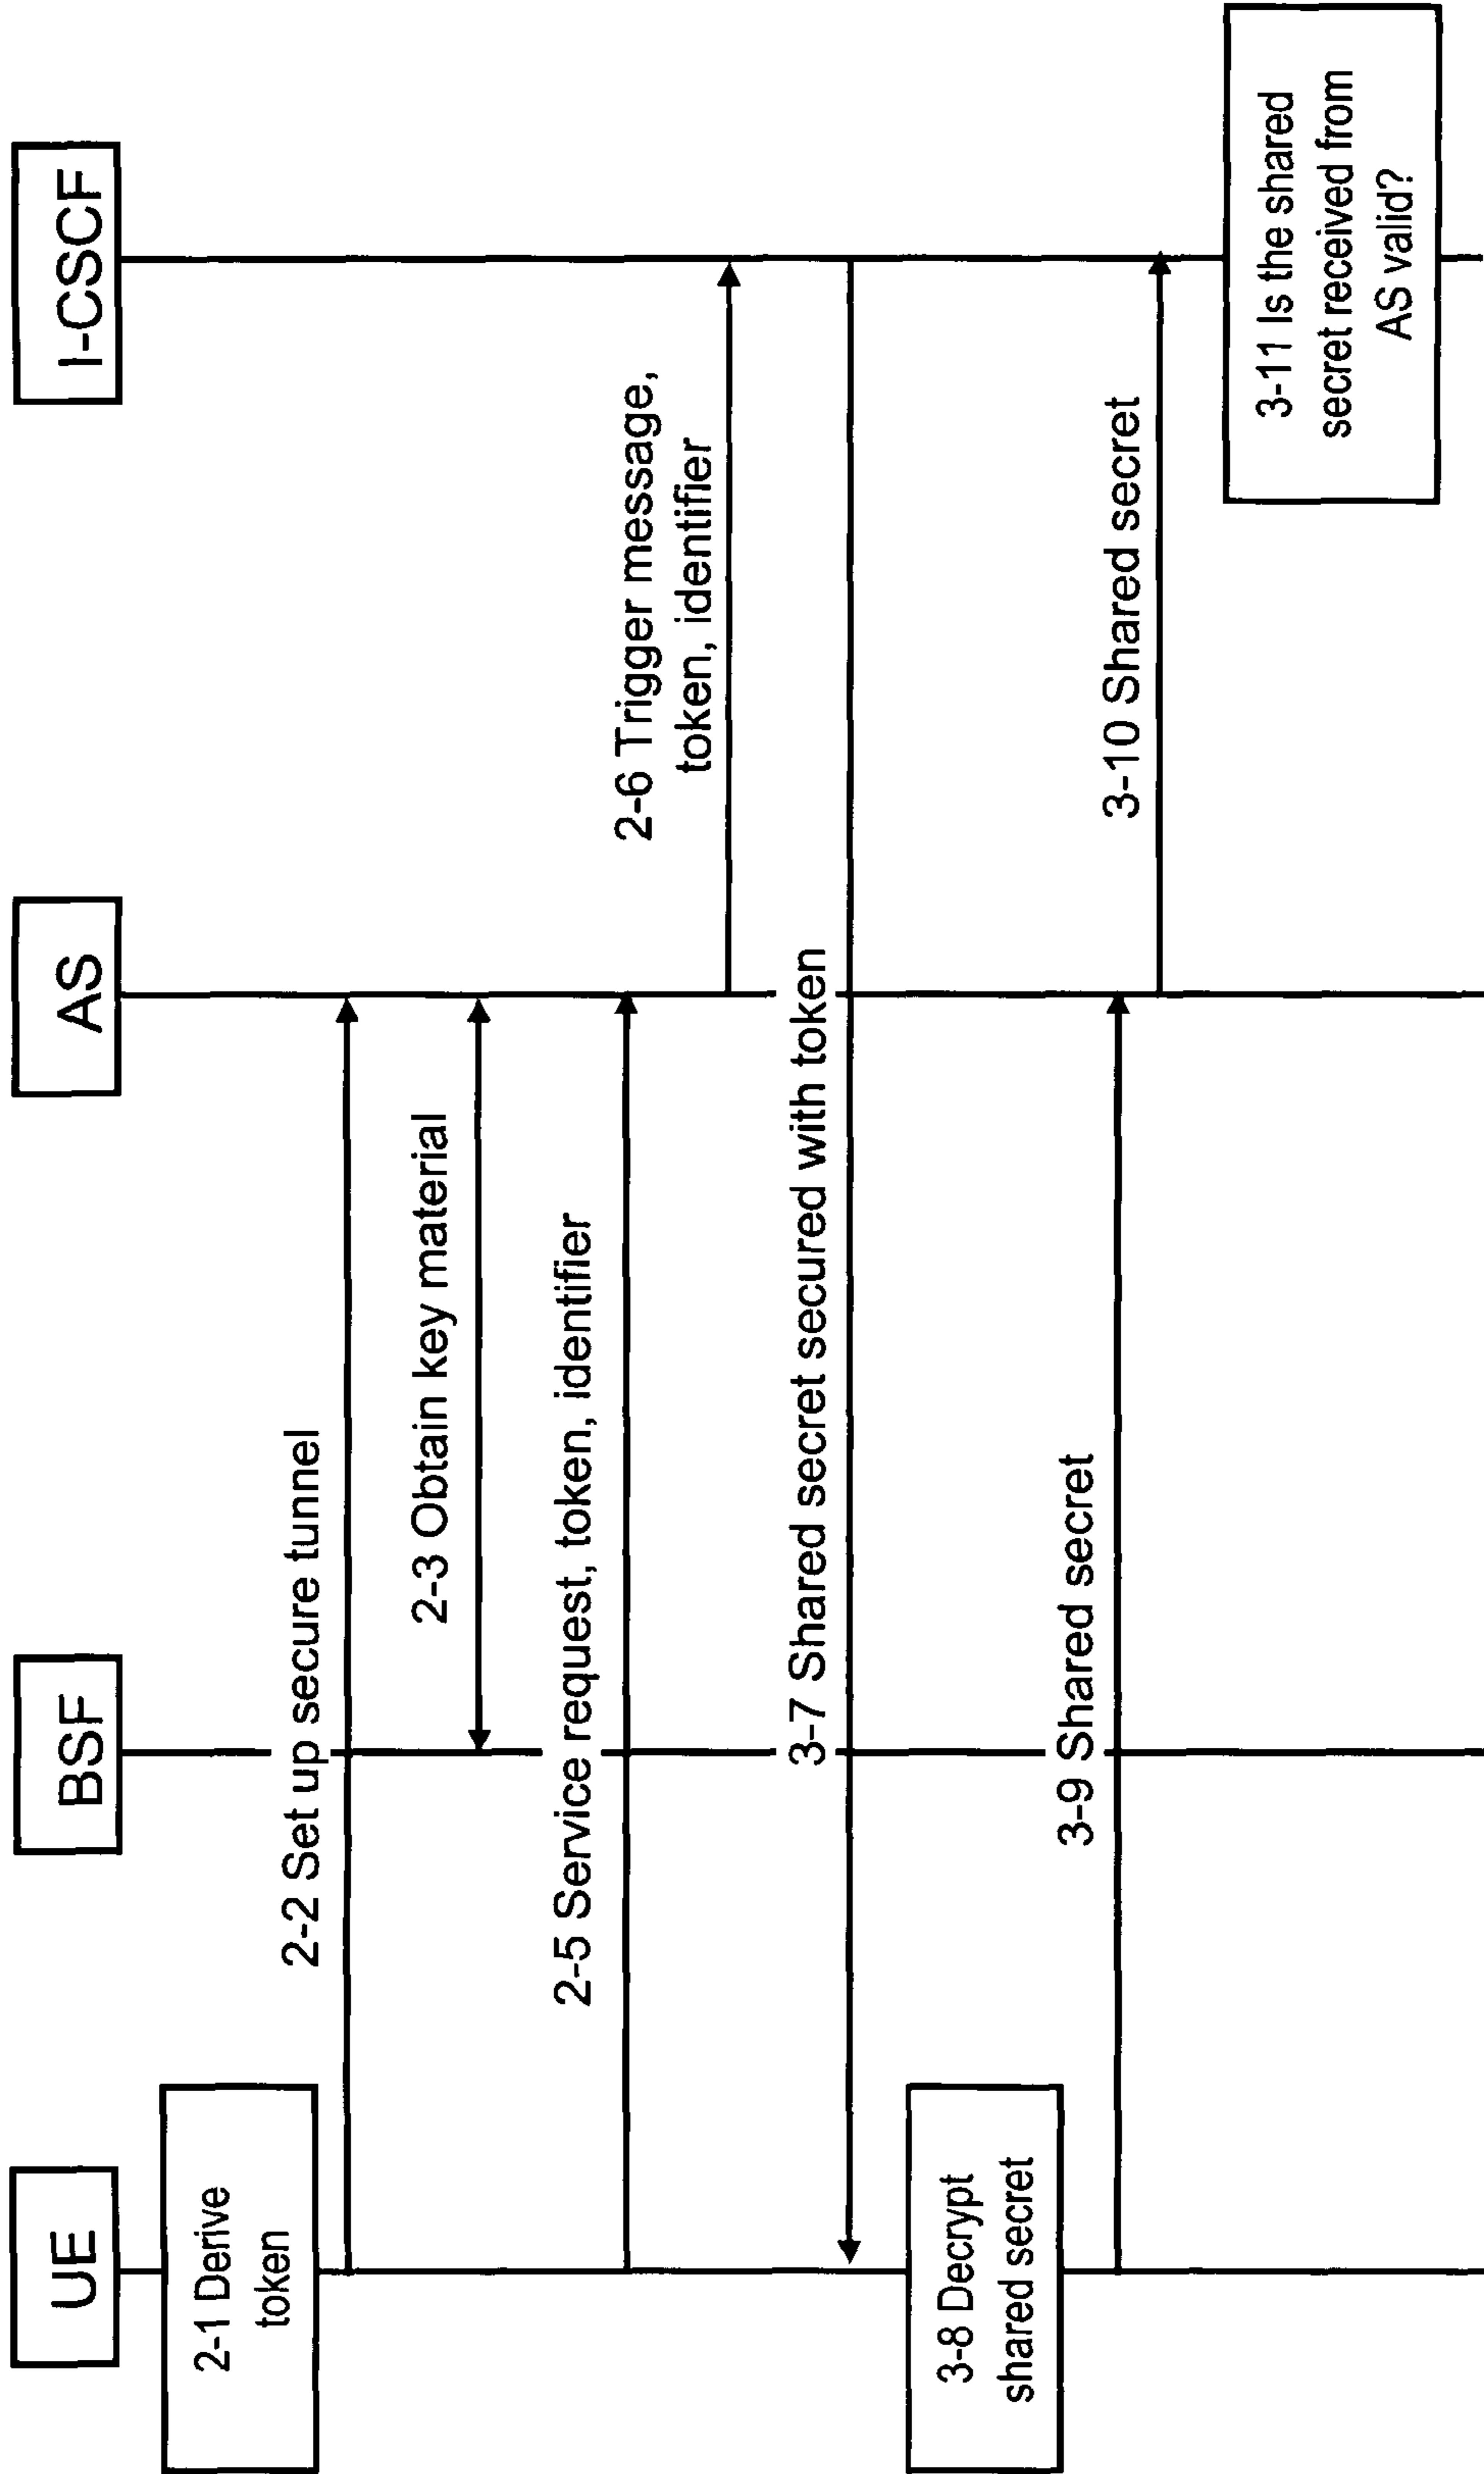 UE
BSF
AS
I-CSCF
2-1 Derive
token
2-2 Set up secure tunnel
2-3 Obtain key material
2-5 Service request, token, identifier
2-6 Trigger message,
token, identifier
3-7 Shared secret secured with token
3-8 Decrypt
shared secret
3-9 Shared secret
3-10 Shared secret
3-11 Is the shared
secret received from
AS valid?